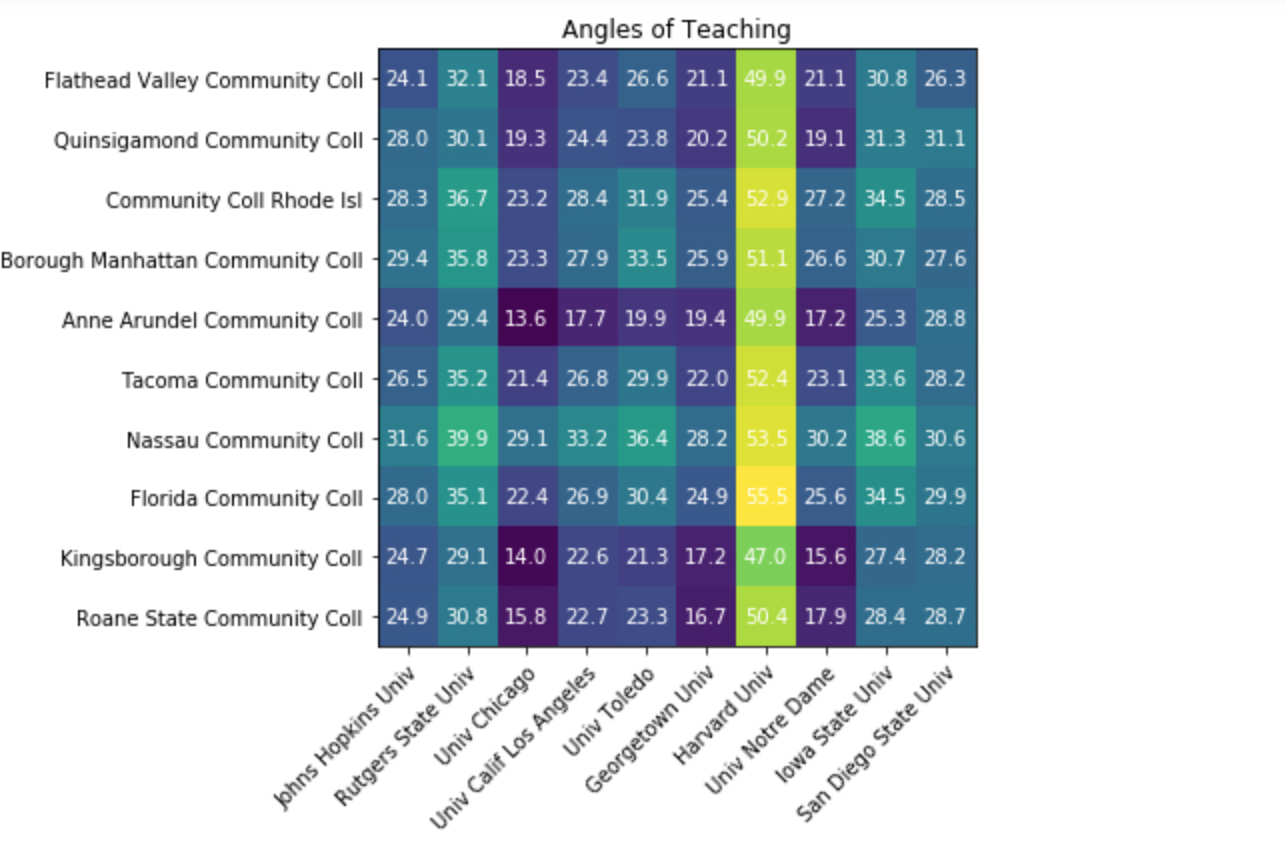 Angles of Teaching
Flathead Valley Community Coll 24.1 32.1 18.5 23.4 26.6 21.1 49.9 21.1 30.8 26.3
Quinsigamond Community Coll 28.0 30.1 19.3 24.4 23.8 20.2 50.2 19.1 31.3 31.1
Community Coll Rhode Isl 28.3 36.7 23.2 28.4 31.9 25.4 52.9 27.2 34.5 28.5
Borough Manhattan Community Coll 29.4 35.8 23.3 27.9 33.5 25.9 51.1 26.6 30.7 27.6
Anne Arundel Community Coll 24.0 29.4 13.6 17.7 19.9 19.4 49.9 17.2 25.3 28.8
Tacoma Community Coll 26.5 35.2 21.4 26.8 29.9 22.0 52.4 23.1 33.6 28.2
Nassau Community Coll 31.6 39.9 29.1 33.2 36.4 28.2 53.5 30.2 38.6 30.6
Florida Community Coll 28.0 35.1 22.4 26.9 30.4 24.9 55.5 25.6 34.5 29.9
Kingsborough Community Coll 24.7 29.1 14.0 22.6 21.3 17.2 47.0 15.6 27.4 28.2
Roane State Community Coll 24.9 30.8 15.8 22.7 23.3 16.7 50.4 17.9 28.4 28.7
Johns Hopkins Univ
Rutgers State Univ
Univ Chicago
Univ Calif Los Angeles
Univ Toledo
Georgetown Univ
Harvard Univ
Univ Notre Dame
Iowa State Univ
San Diego State Univ